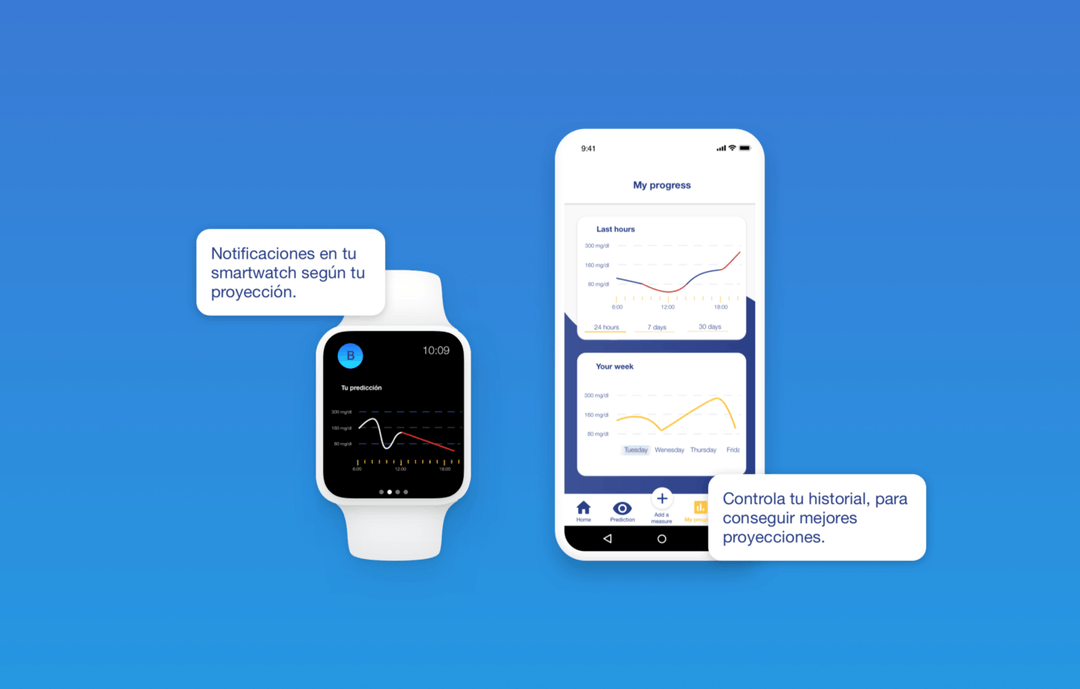 Notificaciones en tu
smartwatch según tu
proyección.
B
10:09
Tu predicción
300 mg/dl
160 mg/dl
80 mg/dl
6:00 12:00 18:00
9:41
My progress
Last hours
300 mg/dl
160 mg/dl
80 mg/dl
6:00 12:00 18:00
24 hours 7 days 30 days
Your week
300 mg/dl
160 mg/dl
80 mg/dl
Tuesday Wenesday Thursday Frida
Home Prediction Add a
measure My
Controla tu historial, para
conseguir mejores
proyecciones.